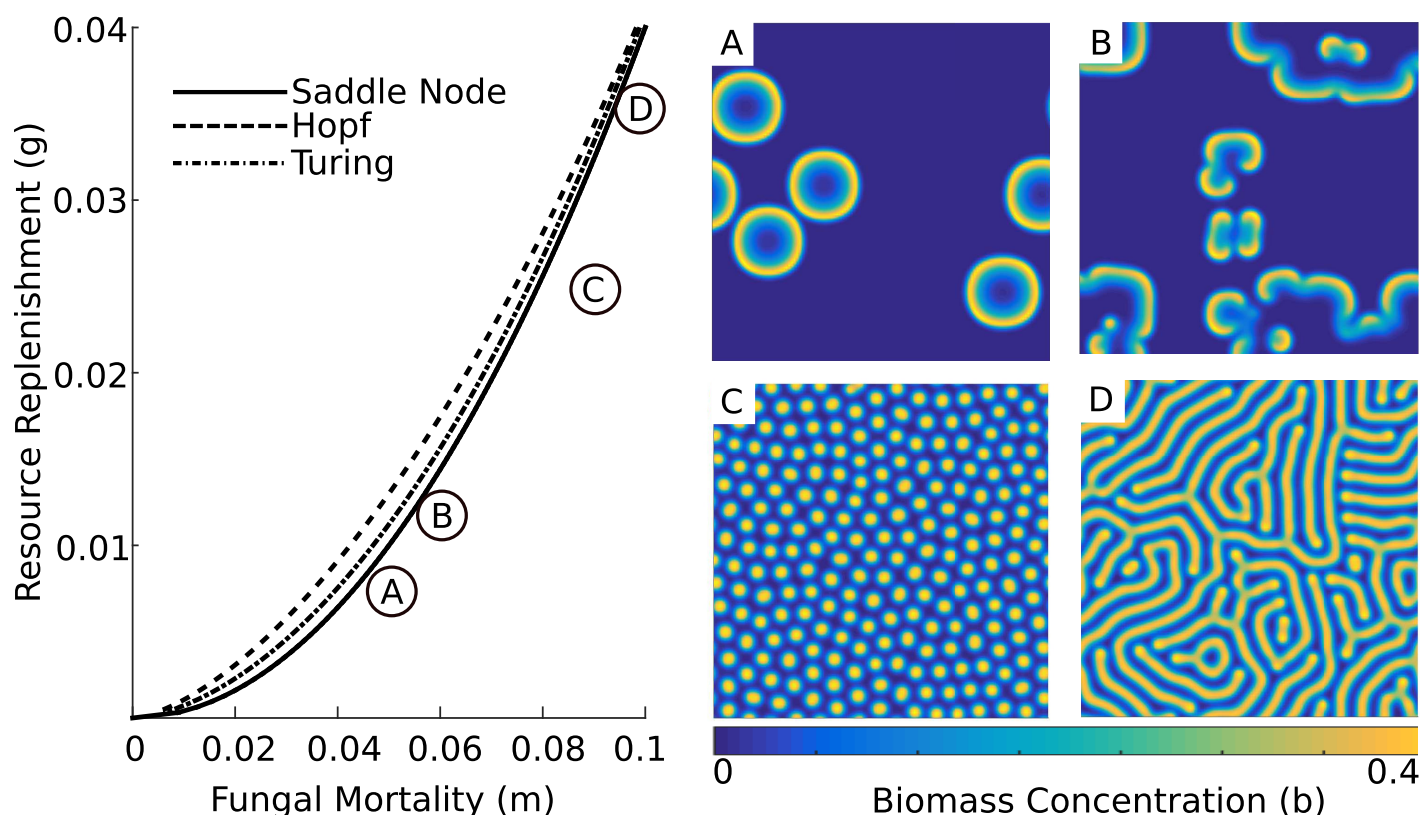 0.04
0.03
0.02
0.01
Resource Replenishment (g)
Saddle Node
Hopf
Turing
D
C
B
A
0 0.02 0.04 0.06 0.08 0.1
Fungal Mortality (m)
A
B
C
D
0 0.4
Biomass Concentration (b)